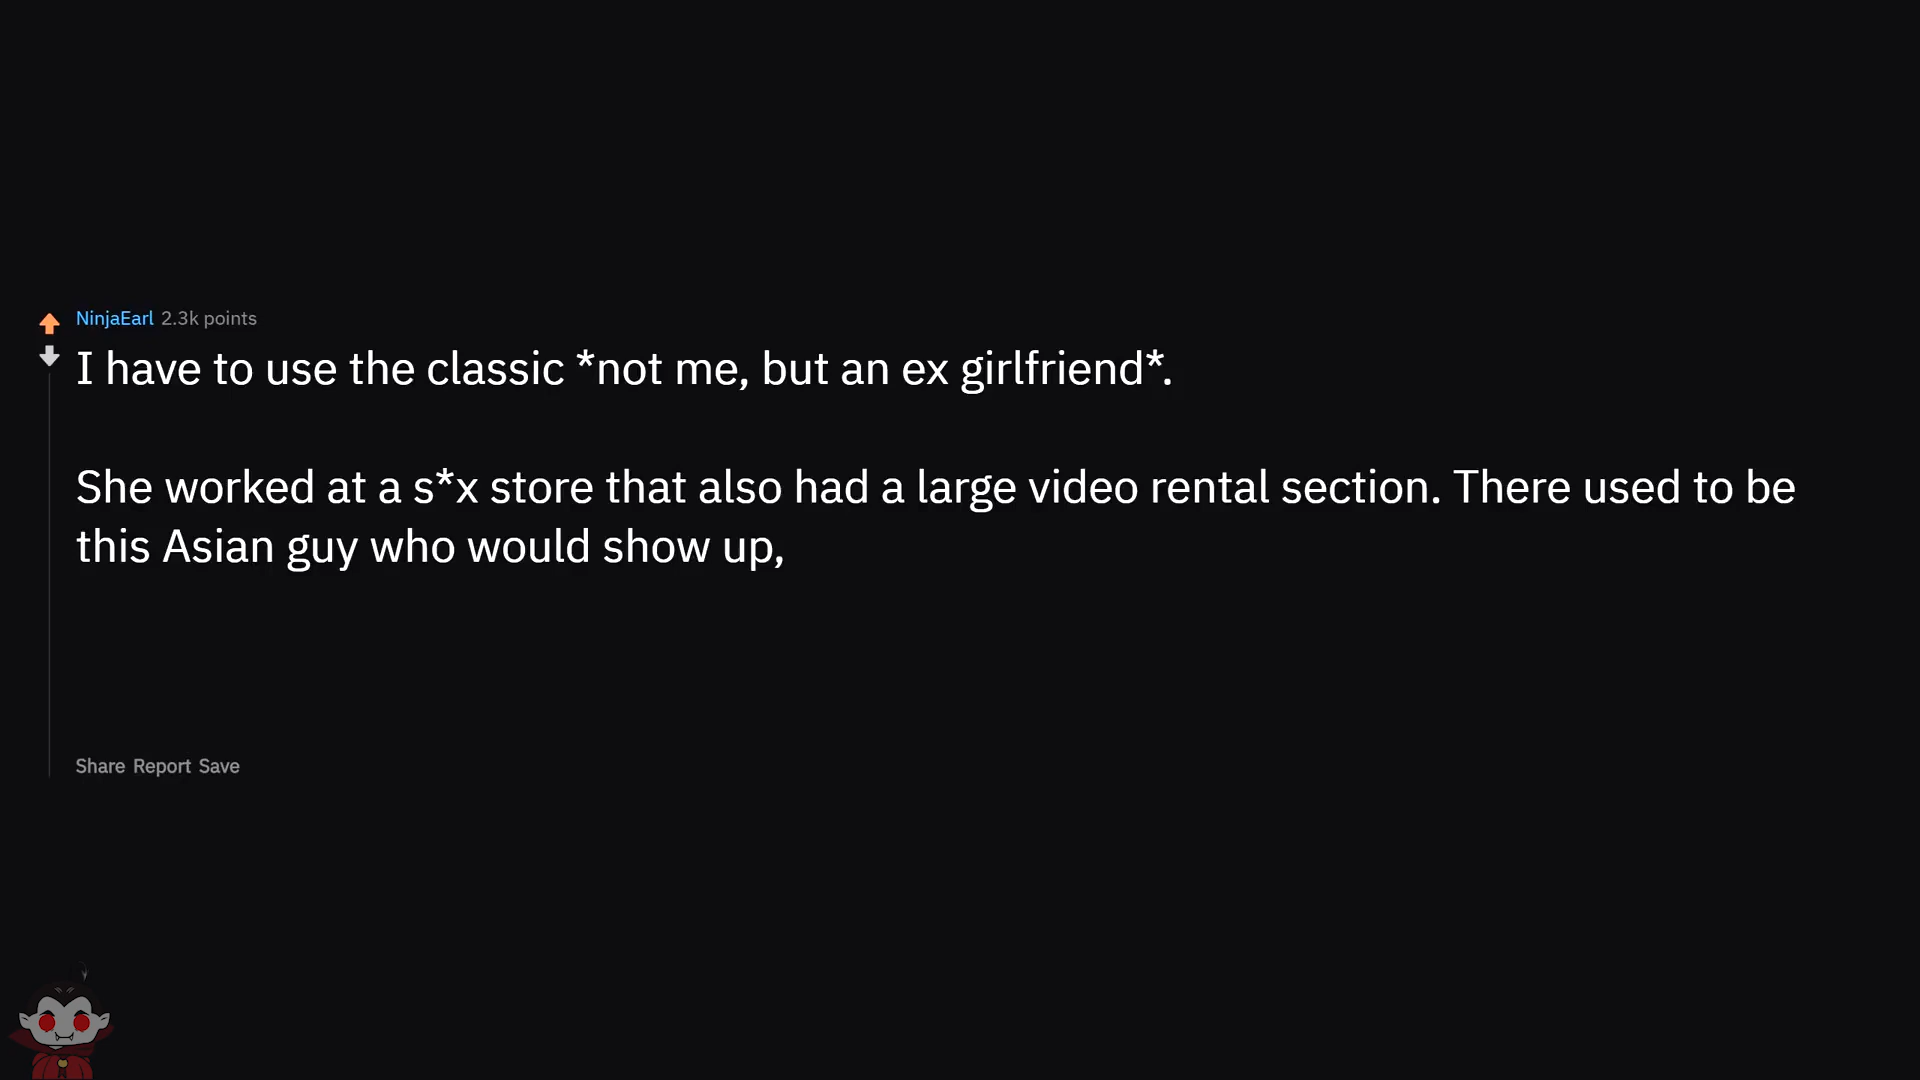 NinjaEarl 2.3k points
I have to use the classic *not me, but an ex girlfriend*.
She worked at a s*x store that also had a large video rental section. There used to be
this Asian guy who would show up,
Share Report Save